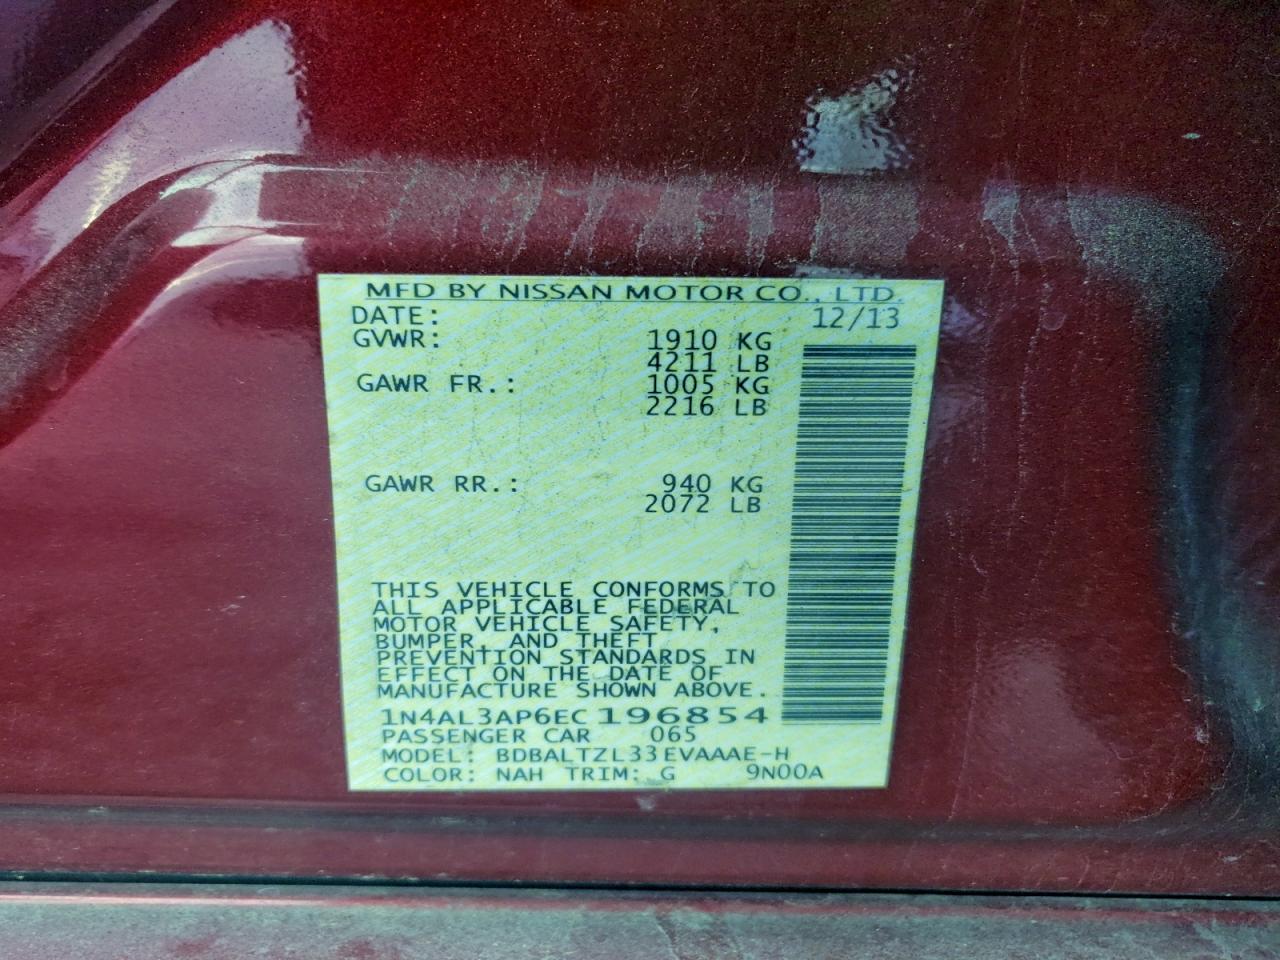 MFD BY NISSAN MOTOR CO., LTD.
DATE: 12/13
GVWR: 1910 KG
4211 LB
GAWR FR.: 1005 KG
2216 LB
GAWR RR.: 940 KG
2072 LB
THIS VEHICLE CONFORMS TO
ALL APPLICABLE FEDERAL
MOTOR VEHICLE SAFETY,
BUMPER, AND THEFT
PREVENTION STANDARDS IN
EFFECT ON THE DATE OF
MANUFACTURE SHOWN ABOVE.
1N4AL3AP6EC196854
PASSENGER CAR 065
MODEL: BDBALTZL33EVAAAE-H
COLOR: NAH TRIM: G 9N00A